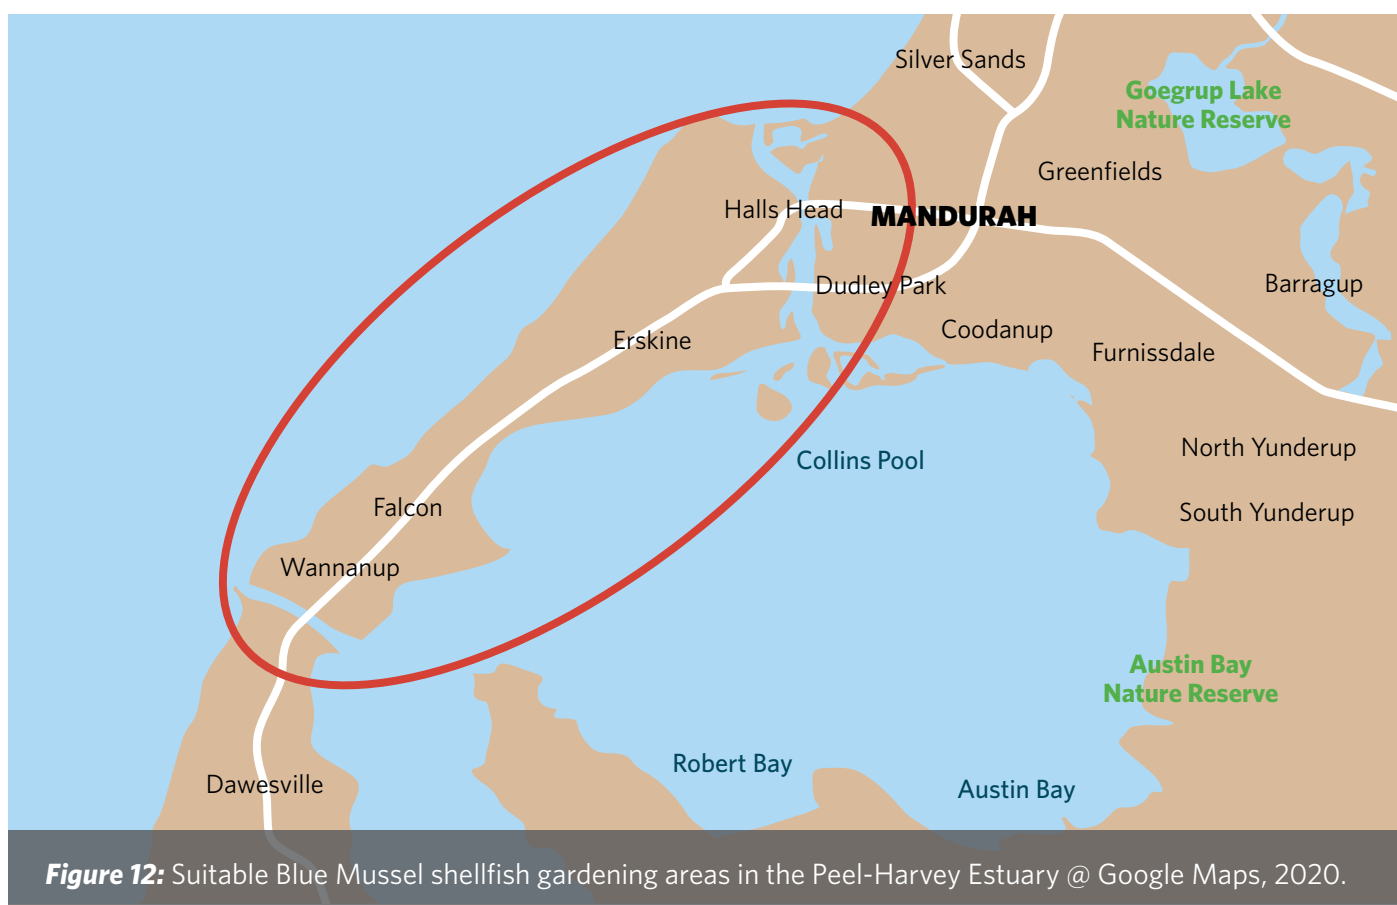 Silver Sands
Goegrup Lake
Nature Reserve
Greenfields
Halls Head
MANDURAH
Dudley Park
Barragup
Coodanup
Erskine
Furnissdale
North Yunderup
Collins Pool
Falcon
South Yunderup
Wannanup
Austin Bay
Nature Reserve
Robert Bay
Dawesville
Austin Bay
Figure 12: Suitable Blue Mussel shellfish gardening areas in the Peel-Harvey Estuary @ Google Maps, 2020.